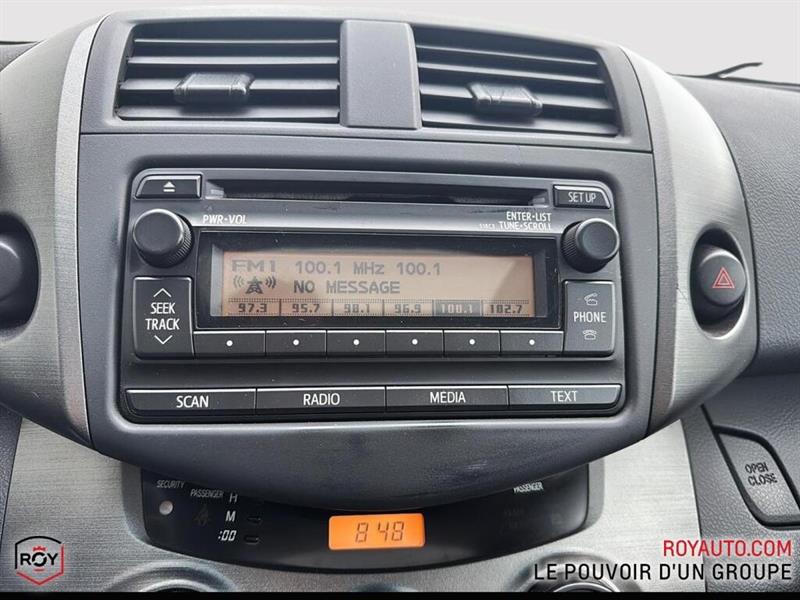 SET UP
PWR•VOL
ENTER•LIST
TUNE•SCROLL
FM1 100.1 MHz 100.1
NO MESSAGE
97.3 95.7 98.1 96.9 100.1 102.7
SEEK
TRACK
PHONE
SCAN RADIO MÉDIA TEXT
SECURITY
PASSENGER
H
M
:00
PASSENGER
8:48
OPEN
CLOSE
ROY
ROYAUTO.COM
LE POUVOIR D'UN GROUPE